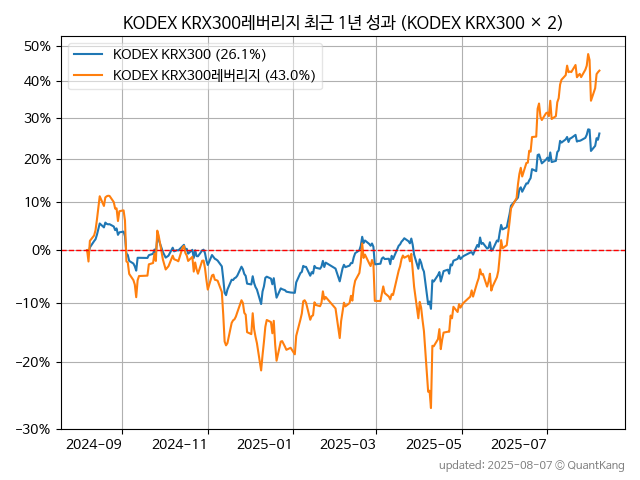 KODEX KRX300레버리지 최근 1년 성과 (KODEX KRX300 × 2)
KODEX KRX300 (26.1%)
KODEX KRX300레버리지 (43.0%)
50%
40%
30%
20%
10%
0%
−10%
−20%
−30%
2024-09 2024-11 2025-01 2025-03 2025-05 2025-07
updated: 2025-08-07 © QuantKang